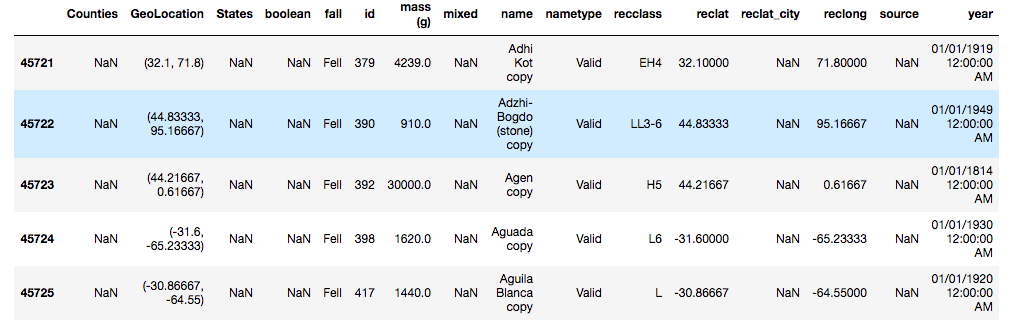 Counties GeoLocation States boolean fall id mass (g) mixed name nametype recclass reclat reclat_city reclong source year
45721 NaN (32.1, 71.8) NaN NaN Fell 379 4239.0 NaN Adhi Kot copy Valid EH4 32.10000 NaN 71.80000 NaN 01/01/1919 12:00:00 AM
45722 NaN (44.83333, 95.16667) NaN NaN Fell 390 910.0 NaN Adzhi-Bogdo (stone) copy Valid LL3-6 44.83333 NaN 95.16667 NaN 01/01/1949 12:00:00 AM
45723 NaN (44.21667, 0.61667) NaN NaN Fell 392 30000.0 NaN Agen copy Valid H5 44.21667 NaN 0.61667 NaN 01/01/1814 12:00:00 AM
45724 NaN (-31.6, -65.23333) NaN NaN Fell 398 1620.0 NaN Aguada copy Valid L6 -31.60000 NaN -65.23333 NaN 01/01/1930 12:00:00 AM
45725 NaN (-30.86667, -64.55) NaN NaN Fell 417 1440.0 NaN Aguila Blanca copy Valid L -30.86667 NaN -64.55000 NaN 01/01/1920 12:00:00 AM